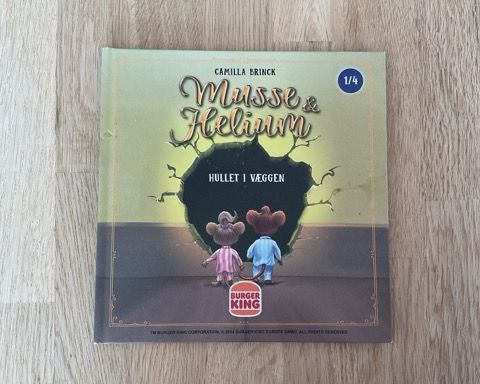 CAMILLA BRINCK
1/4
Musse &
Helium
HULLET I VÆGGEN
BURGER
KING
TM BURGER KING CORPORATION. © 2024 BURGER KING EUROPE GMBH. ALL RIGHTS RESERVED.